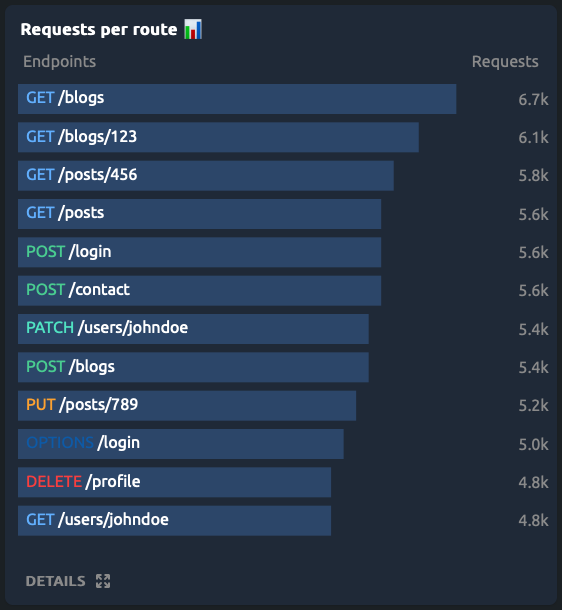 Requests per route 📊
Endpoints Requests
GET /blogs 6.7k
GET /blogs/123 6.1k
GET /posts/456 5.8k
GET /posts 5.6k
POST /login 5.6k
POST /contact 5.6k
PATCH /users/johndoe 5.4k
POST /blogs 5.4k
PUT /posts/789 5.2k
OPTIONS /login 5.0k
DELETE /profile 4.8k
GET /users/johndoe 4.8k
DETAILS